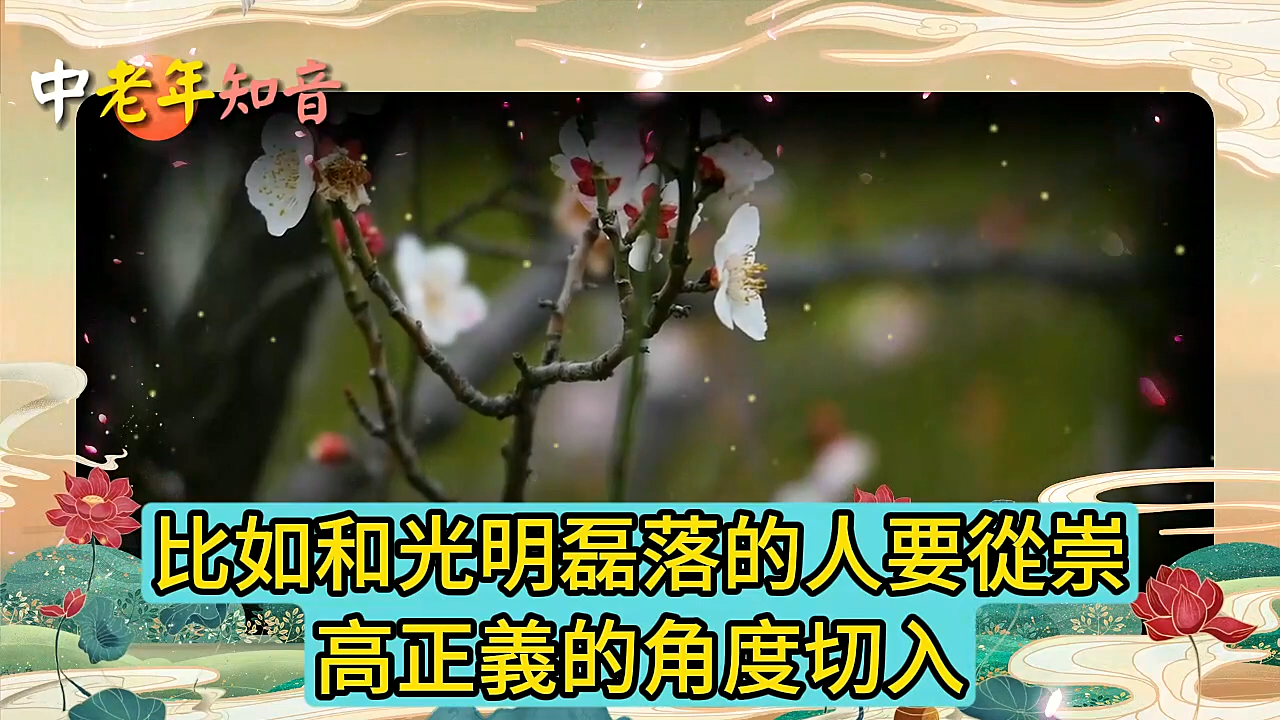 中老年知音
比如和光明磊落的人要從崇
高正義的角度切入